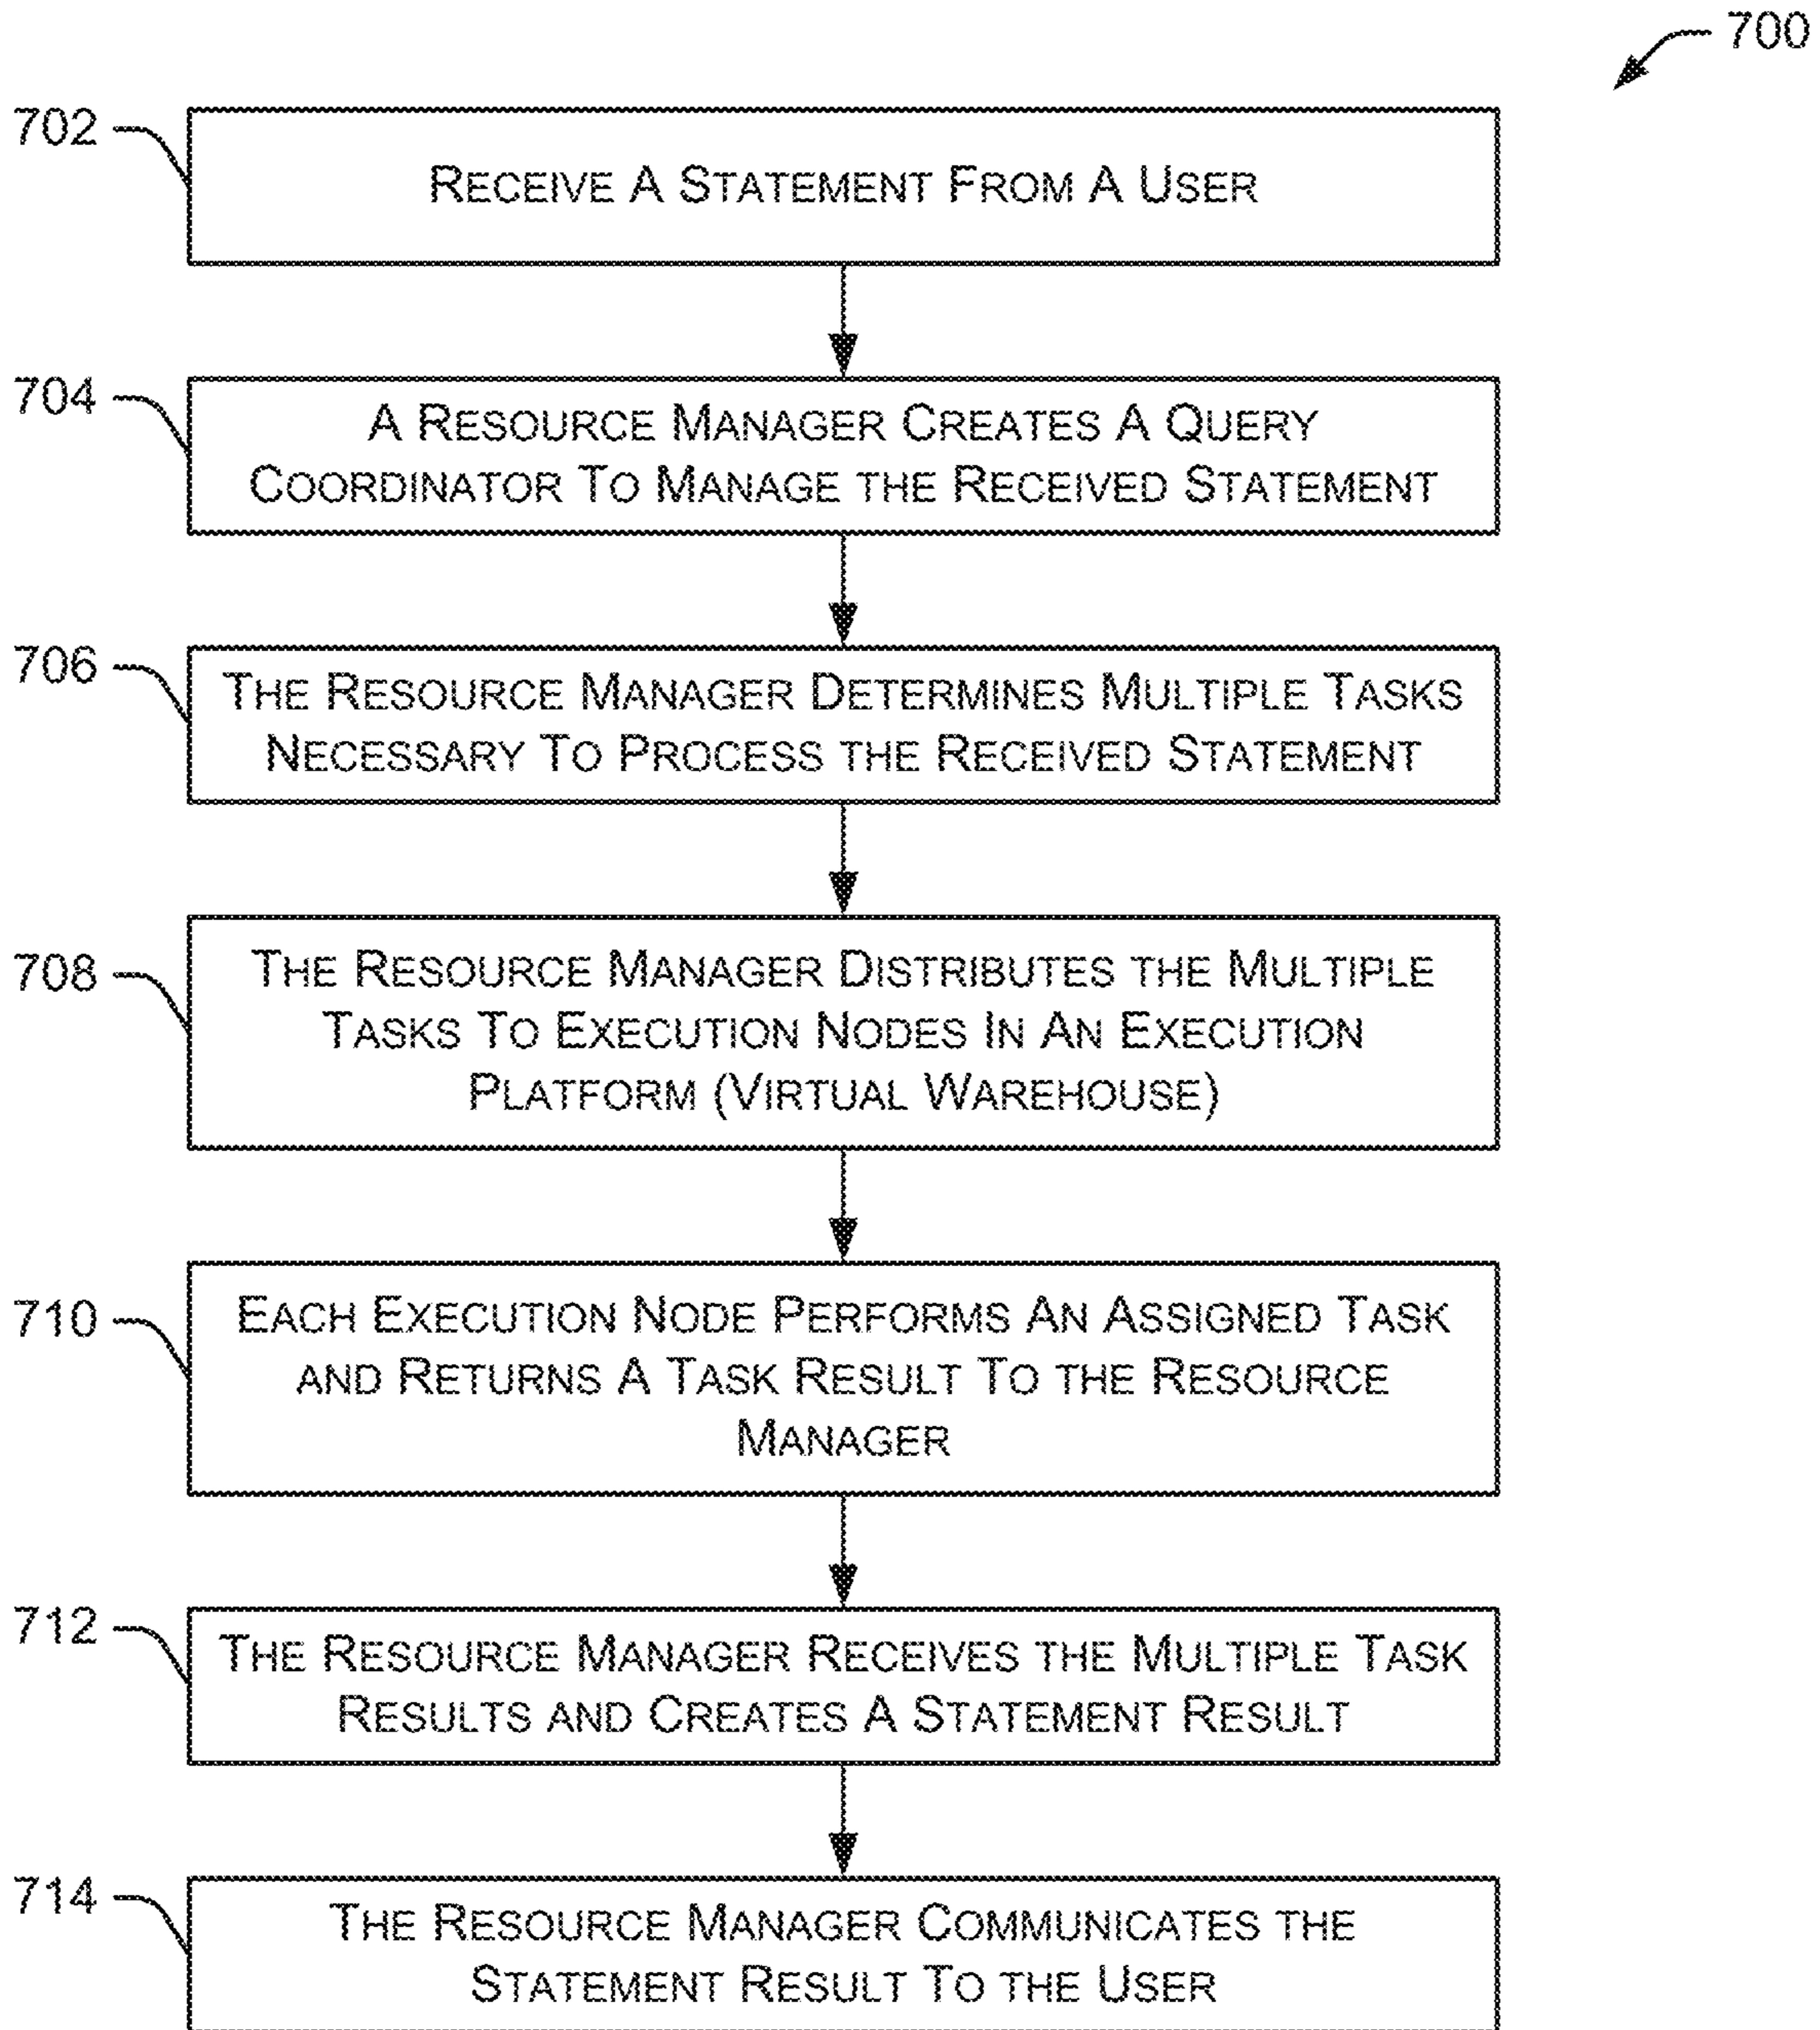 700
702
RECEIVE A STATEMENT FROM A USER
704
A RESOURCE MANAGER CREATES A QUERY
COORDINATOR TO MANAGE THE RECEIVED STATEMENT
706
THE RESOURCE MANAGER DETERMINES MULTIPLE TASKS
NECESSARY TO PROCESS THE RECEIVED STATEMENT
708
THE RESOURCE MANAGER DISTRIBUTES THE MULTIPLE
TASKS TO EXECUTION NODES IN AN EXECUTION
PLATFORM (VIRTUAL WAREHOUSE)
710
EACH EXECUTION NODE PERFORMS AN ASSIGNED TASK
AND RETURNS A TASK RESULT TO THE RESOURCE
MANAGER
712
THE RESOURCE MANAGER RECEIVES THE MULTIPLE TASK
RESULTS AND CREATES A STATEMENT RESULT
714
THE RESOURCE MANAGER COMMUNICATES THE
STATEMENT RESULT TO THE USER